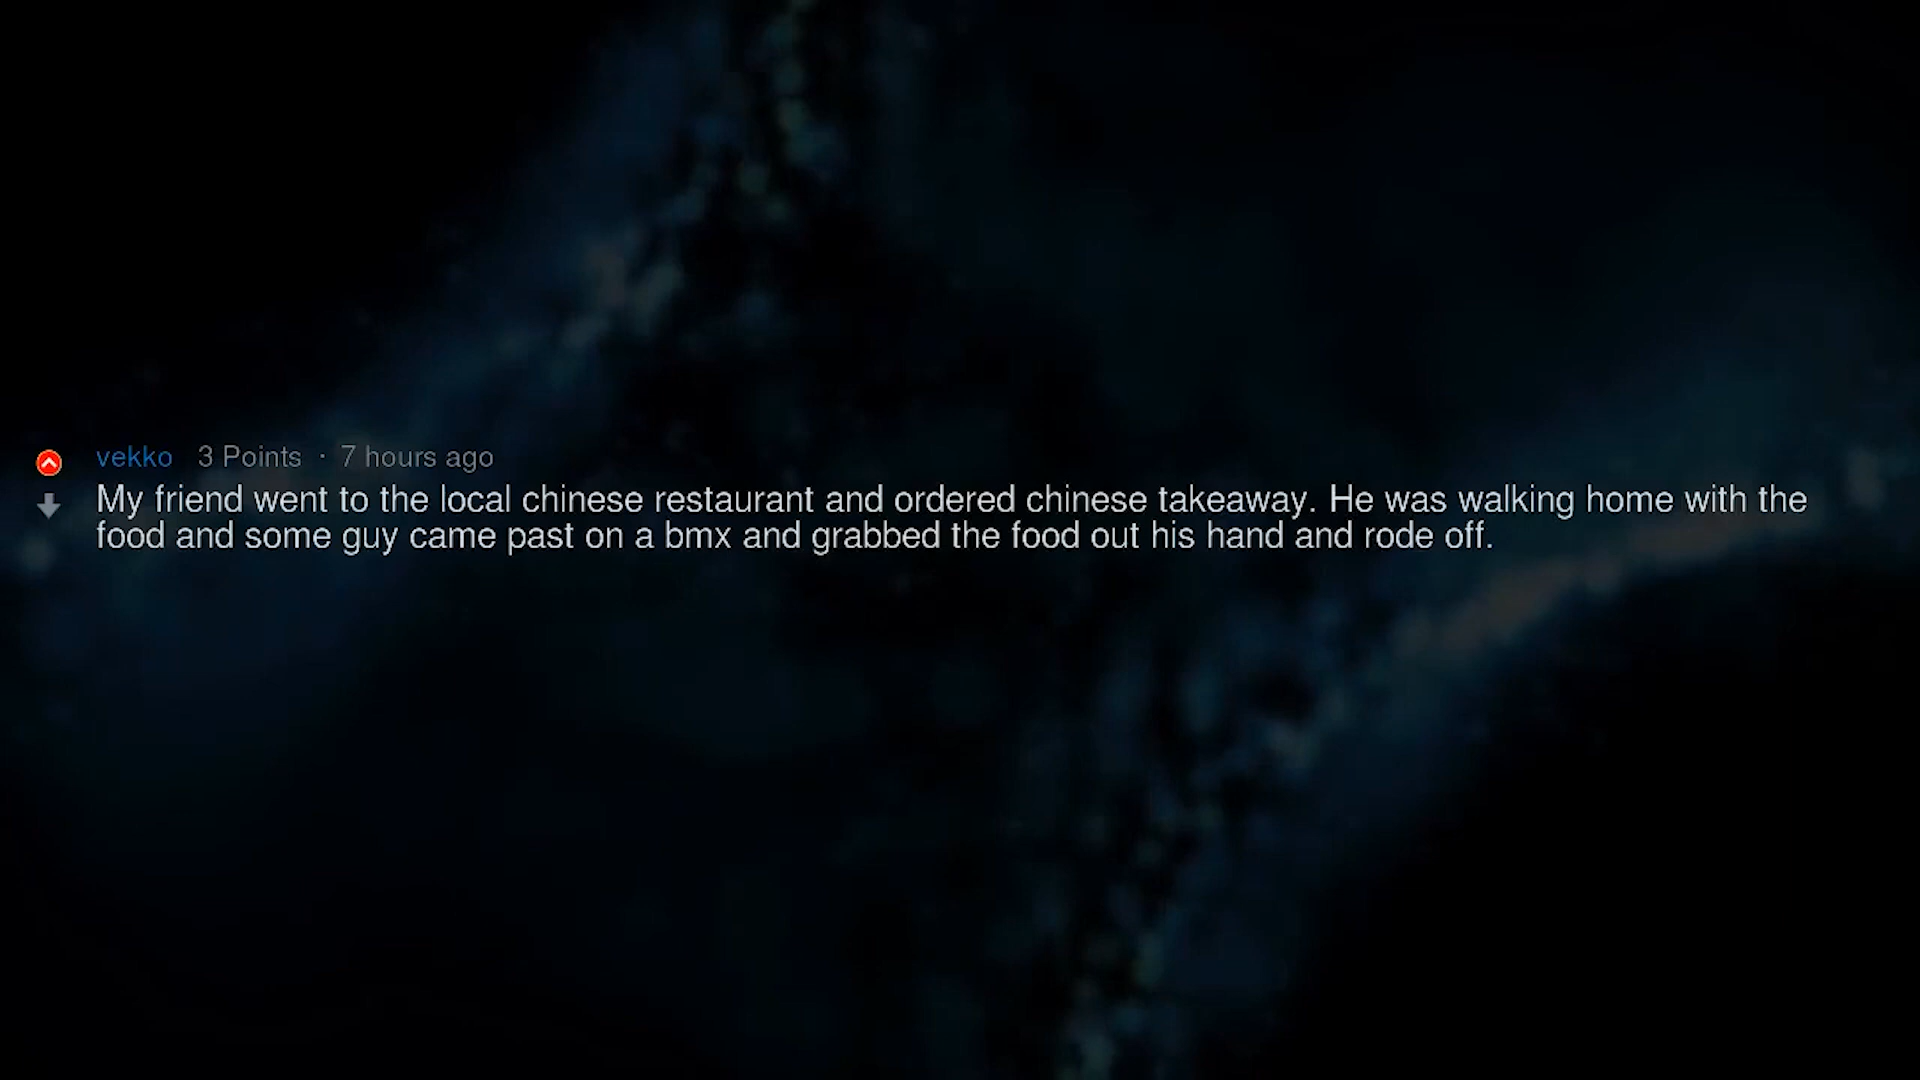 vekko 3 Points · 7 hours ago
My friend went to the local chinese restaurant and ordered chinese takeaway. He was walking home with the
food and some guy came past on a bmx and grabbed the food out his hand and rode off.